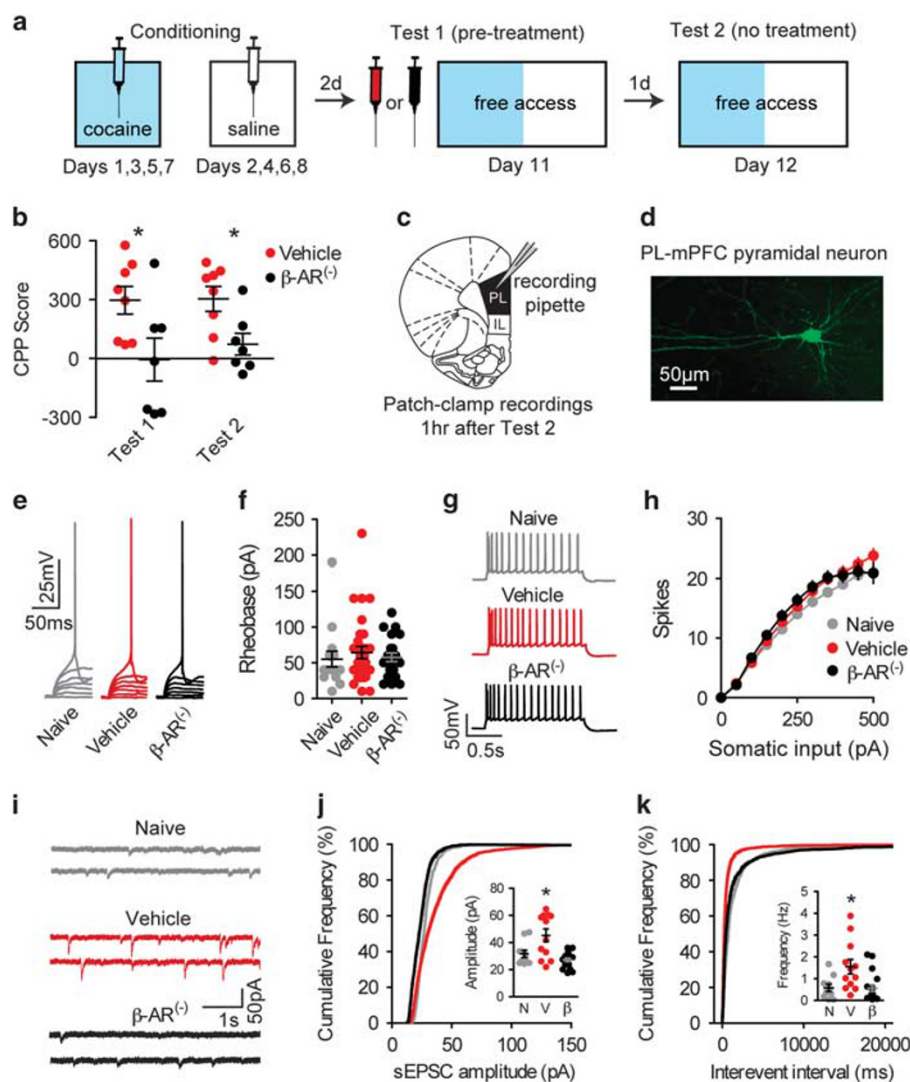 a
Conditioning
Test 1 (pre-treatment)
Test 2 (no treatment)
2d
1d
cocaine
saline
or
free access
free access
Days 1,3,5,7
Days 2,4,6,8
Day 11
Day 12
b
CPP Score
600
300
0
-300
*
*
Vehicle
β-AR(-)
Test 1
Test 2
c
recording
pipette
PL
IL
Patch-clamp recordings
1hr after Test 2
d
PL-mPFC pyramidal neuron
50μm
e
25mV
50ms
Naive
Vehicle
β-AR(-)
f
Rheobase (pA)
250
200
150
100
50
0
Naive
Vehicle
β-AR(-)
g
Naive
Vehicle
β-AR(-)
50mV
0.5s
h
Spikes
30
20
10
0
0
250
500
Somatic input (pA)
Naive
Vehicle
β-AR(-)
i
Naive
Vehicle
β-AR(-)
1s
50pA
j
Cumulative Frequency (%)
100
80
60
40
20
0
0
50
100
150
sEPSC amplitude (pA)
Amplitude (pA)
80
60
40
20
0
*
N V β
k
Cumulative Frequency (%)
100
80
60
40
20
0
0
10000
20000
Interevent interval (ms)
Frequency (Hz)
5
4
3
2
1
0
*
N V β